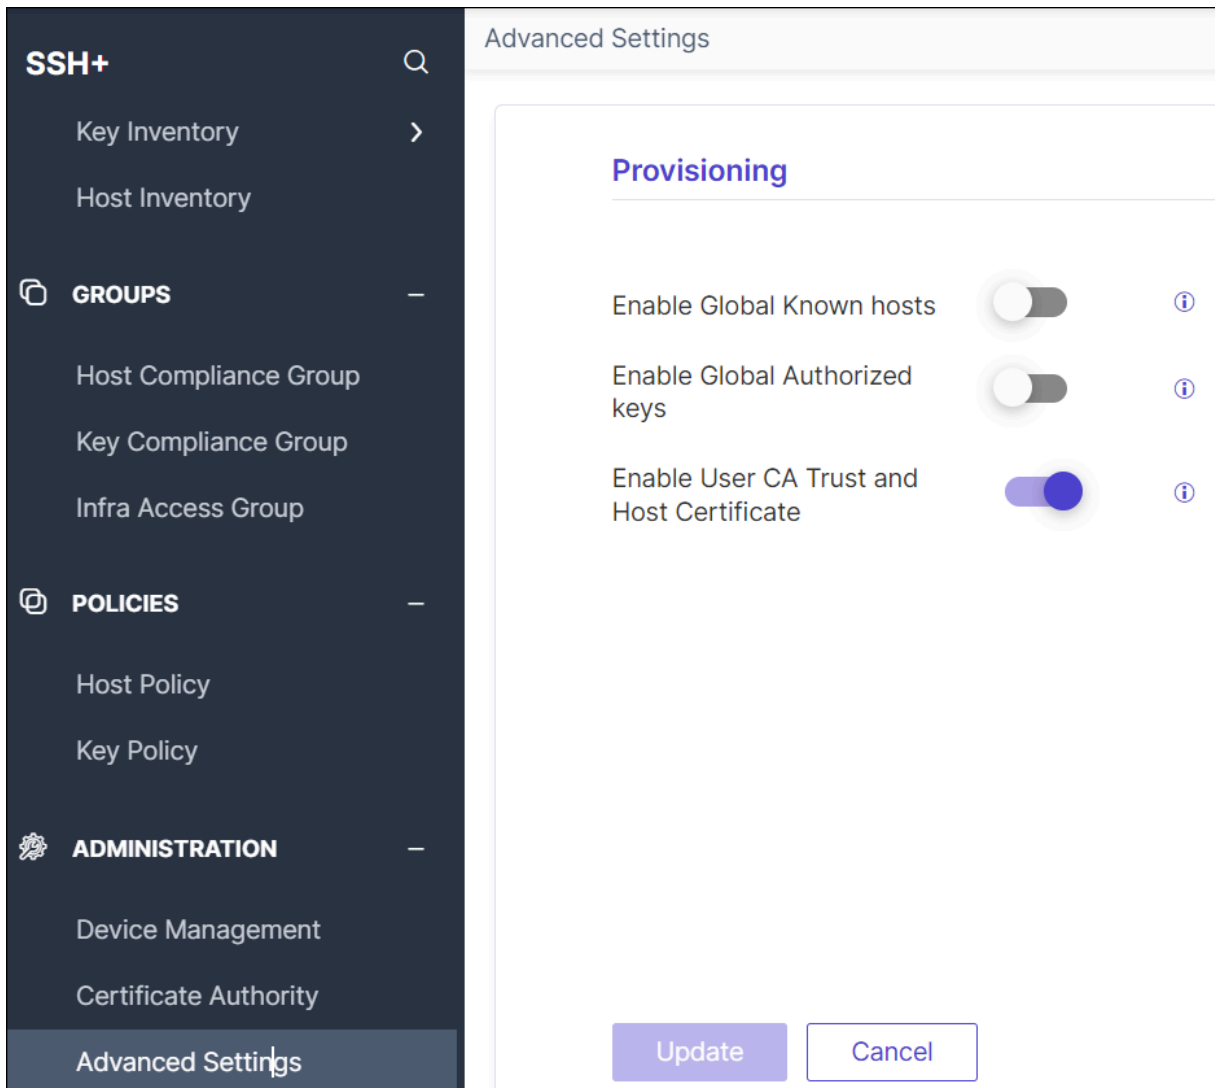 SSH+
Key Inventory
Host Inventory
GROUPS
Host Compliance Group
Key Compliance Group
Infra Access Group
POLICIES
Host Policy
Key Policy
ADMINISTRATION
Device Management
Certificate Authority
Advanced Settings
Advanced Settings
Provisioning
Enable Global Known hosts
Enable Global Authorized
keys
Enable User CA Trust and
Host Certificate
Update
Cancel